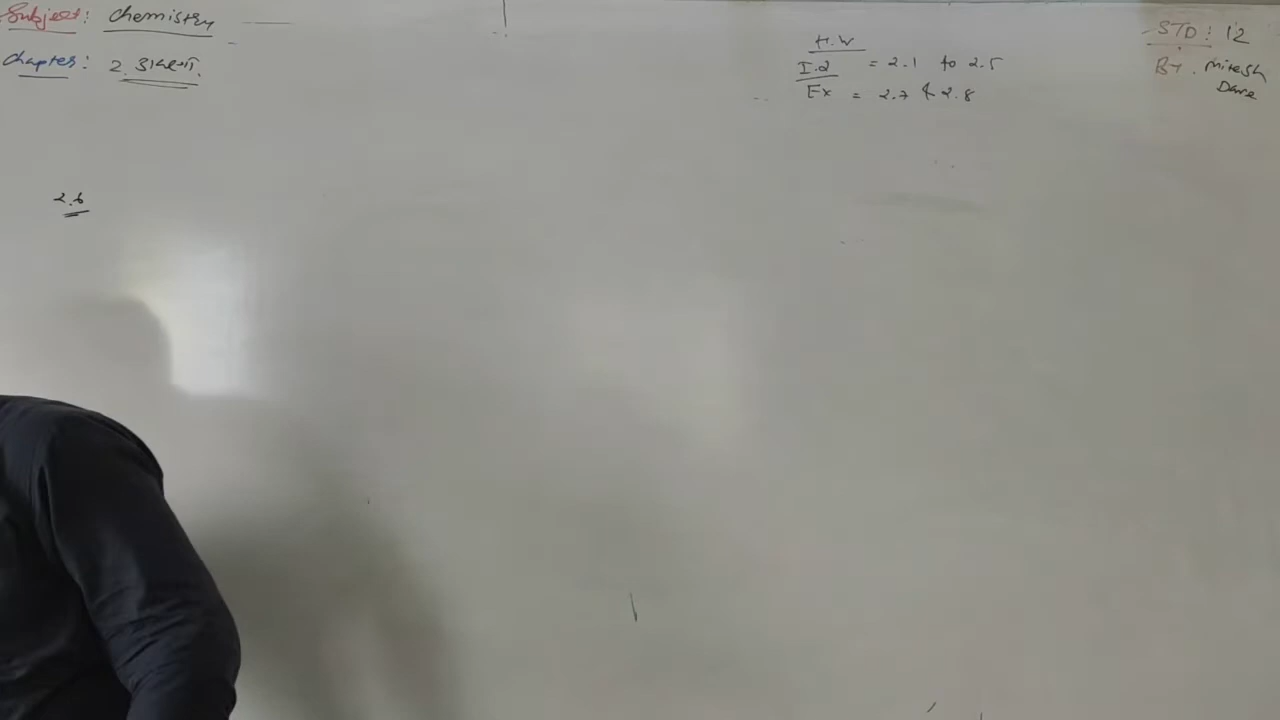 Subject: Chemistry
Chapter: 2. દ્રાવણો.
H.W
I.Q = 2.1 to 2.5
Ex = 2.7 & 2.8
STD: 12
By. Mitesh
Dave
2.6